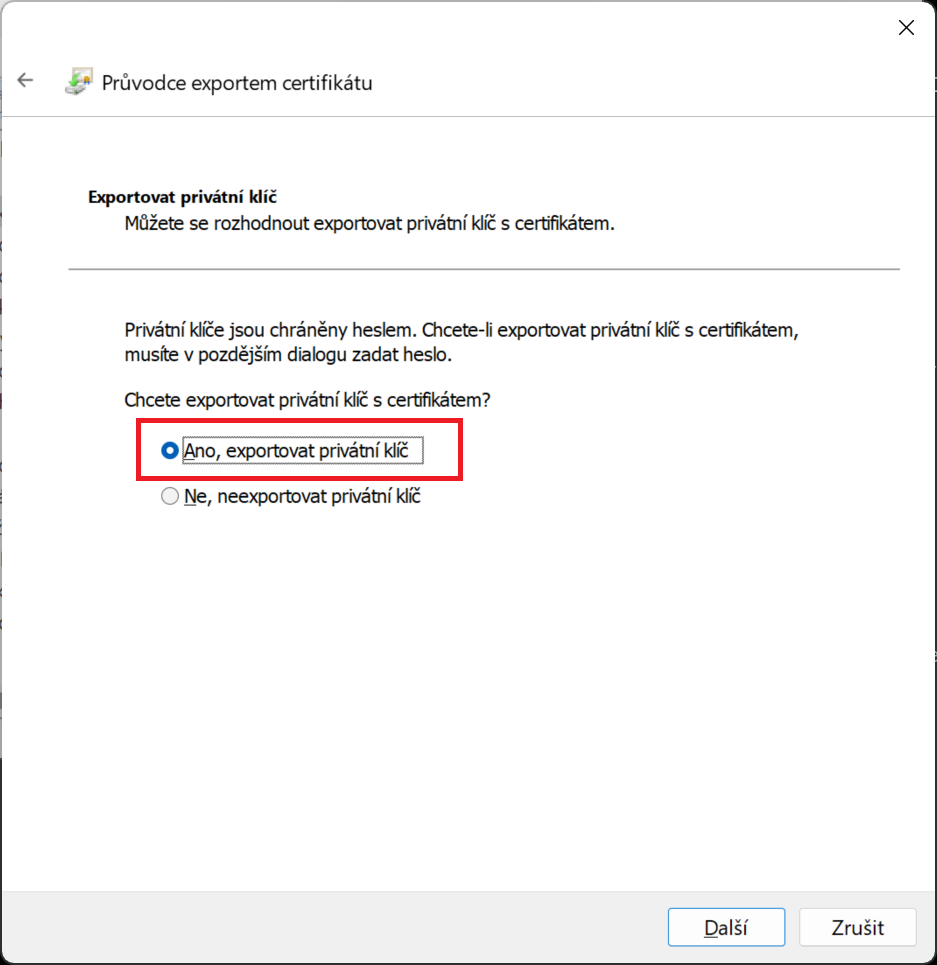 Průvodce exportem certifikátu
Exportovat privátní klíč
Můžete se rozhodnout exportovat privátní klíč s certifikátem.
Privátní klíče jsou chráněny heslem. Chcete-li exportovat privátní klíč s certifikátem,
musíte v pozdějším dialogu zadat heslo.
Chcete exportovat privátní klíč s certifikátem?
Ano, exportovat privátní klíč
Ne, neexportovat privátní klíč
Další
Zrušit